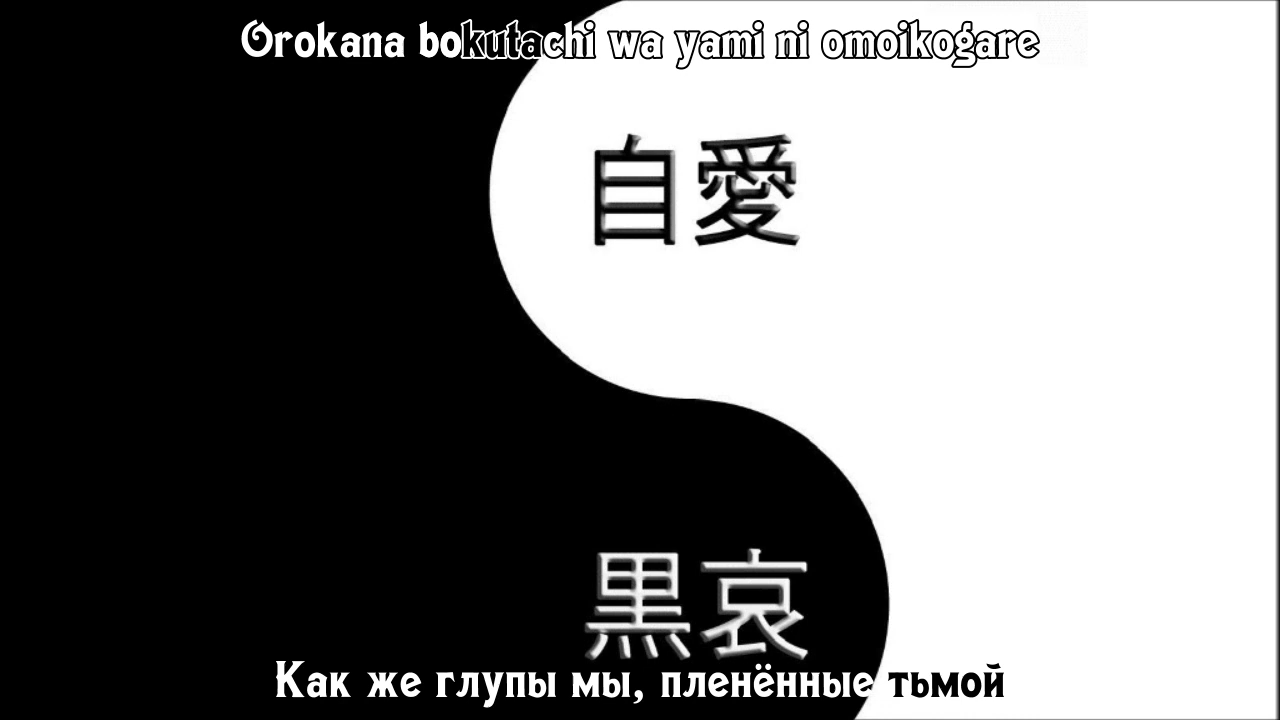 Orokana bokutachi wa yami ni omoikogare
自愛
黒哀
Как же глупы мы, пленённые тьмой